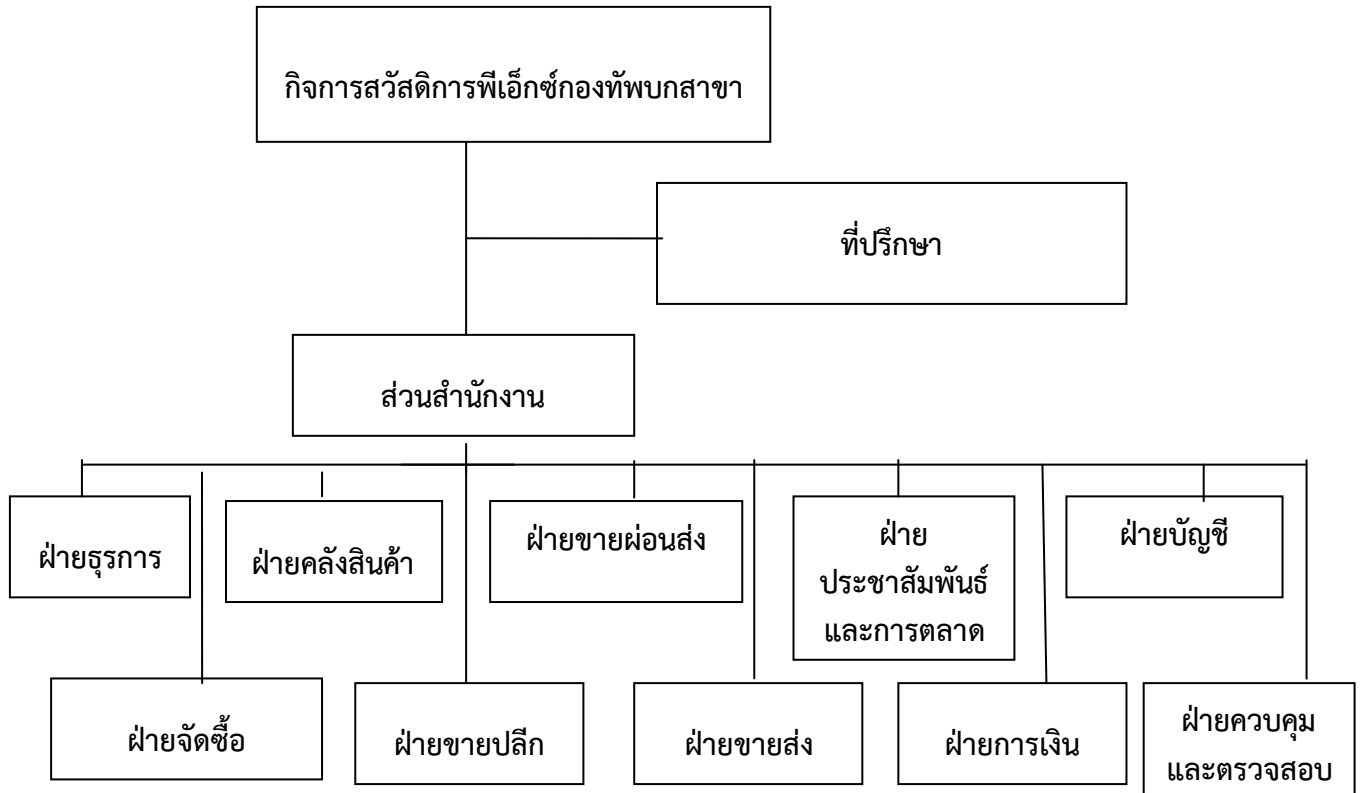 กิจการสวัสดิการพีเอ็กซ์กองทัพบกสาขา
ที่ปรึกษา
ส่วนสำนักงาน
ฝ่ายธุรการ
ฝ่ายคลังสินค้า
ฝ่ายขายผ่อนส่ง
ฝ่าย
ประชาสัมพันธ์
และการตลาด
ฝ่ายบัญชี
ฝ่ายจัดซื้อ
ฝ่ายขายปลีก
ฝ่ายขายส่ง
ฝ่ายการเงิน
ฝ่ายควบคุม
และตรวจสอบ